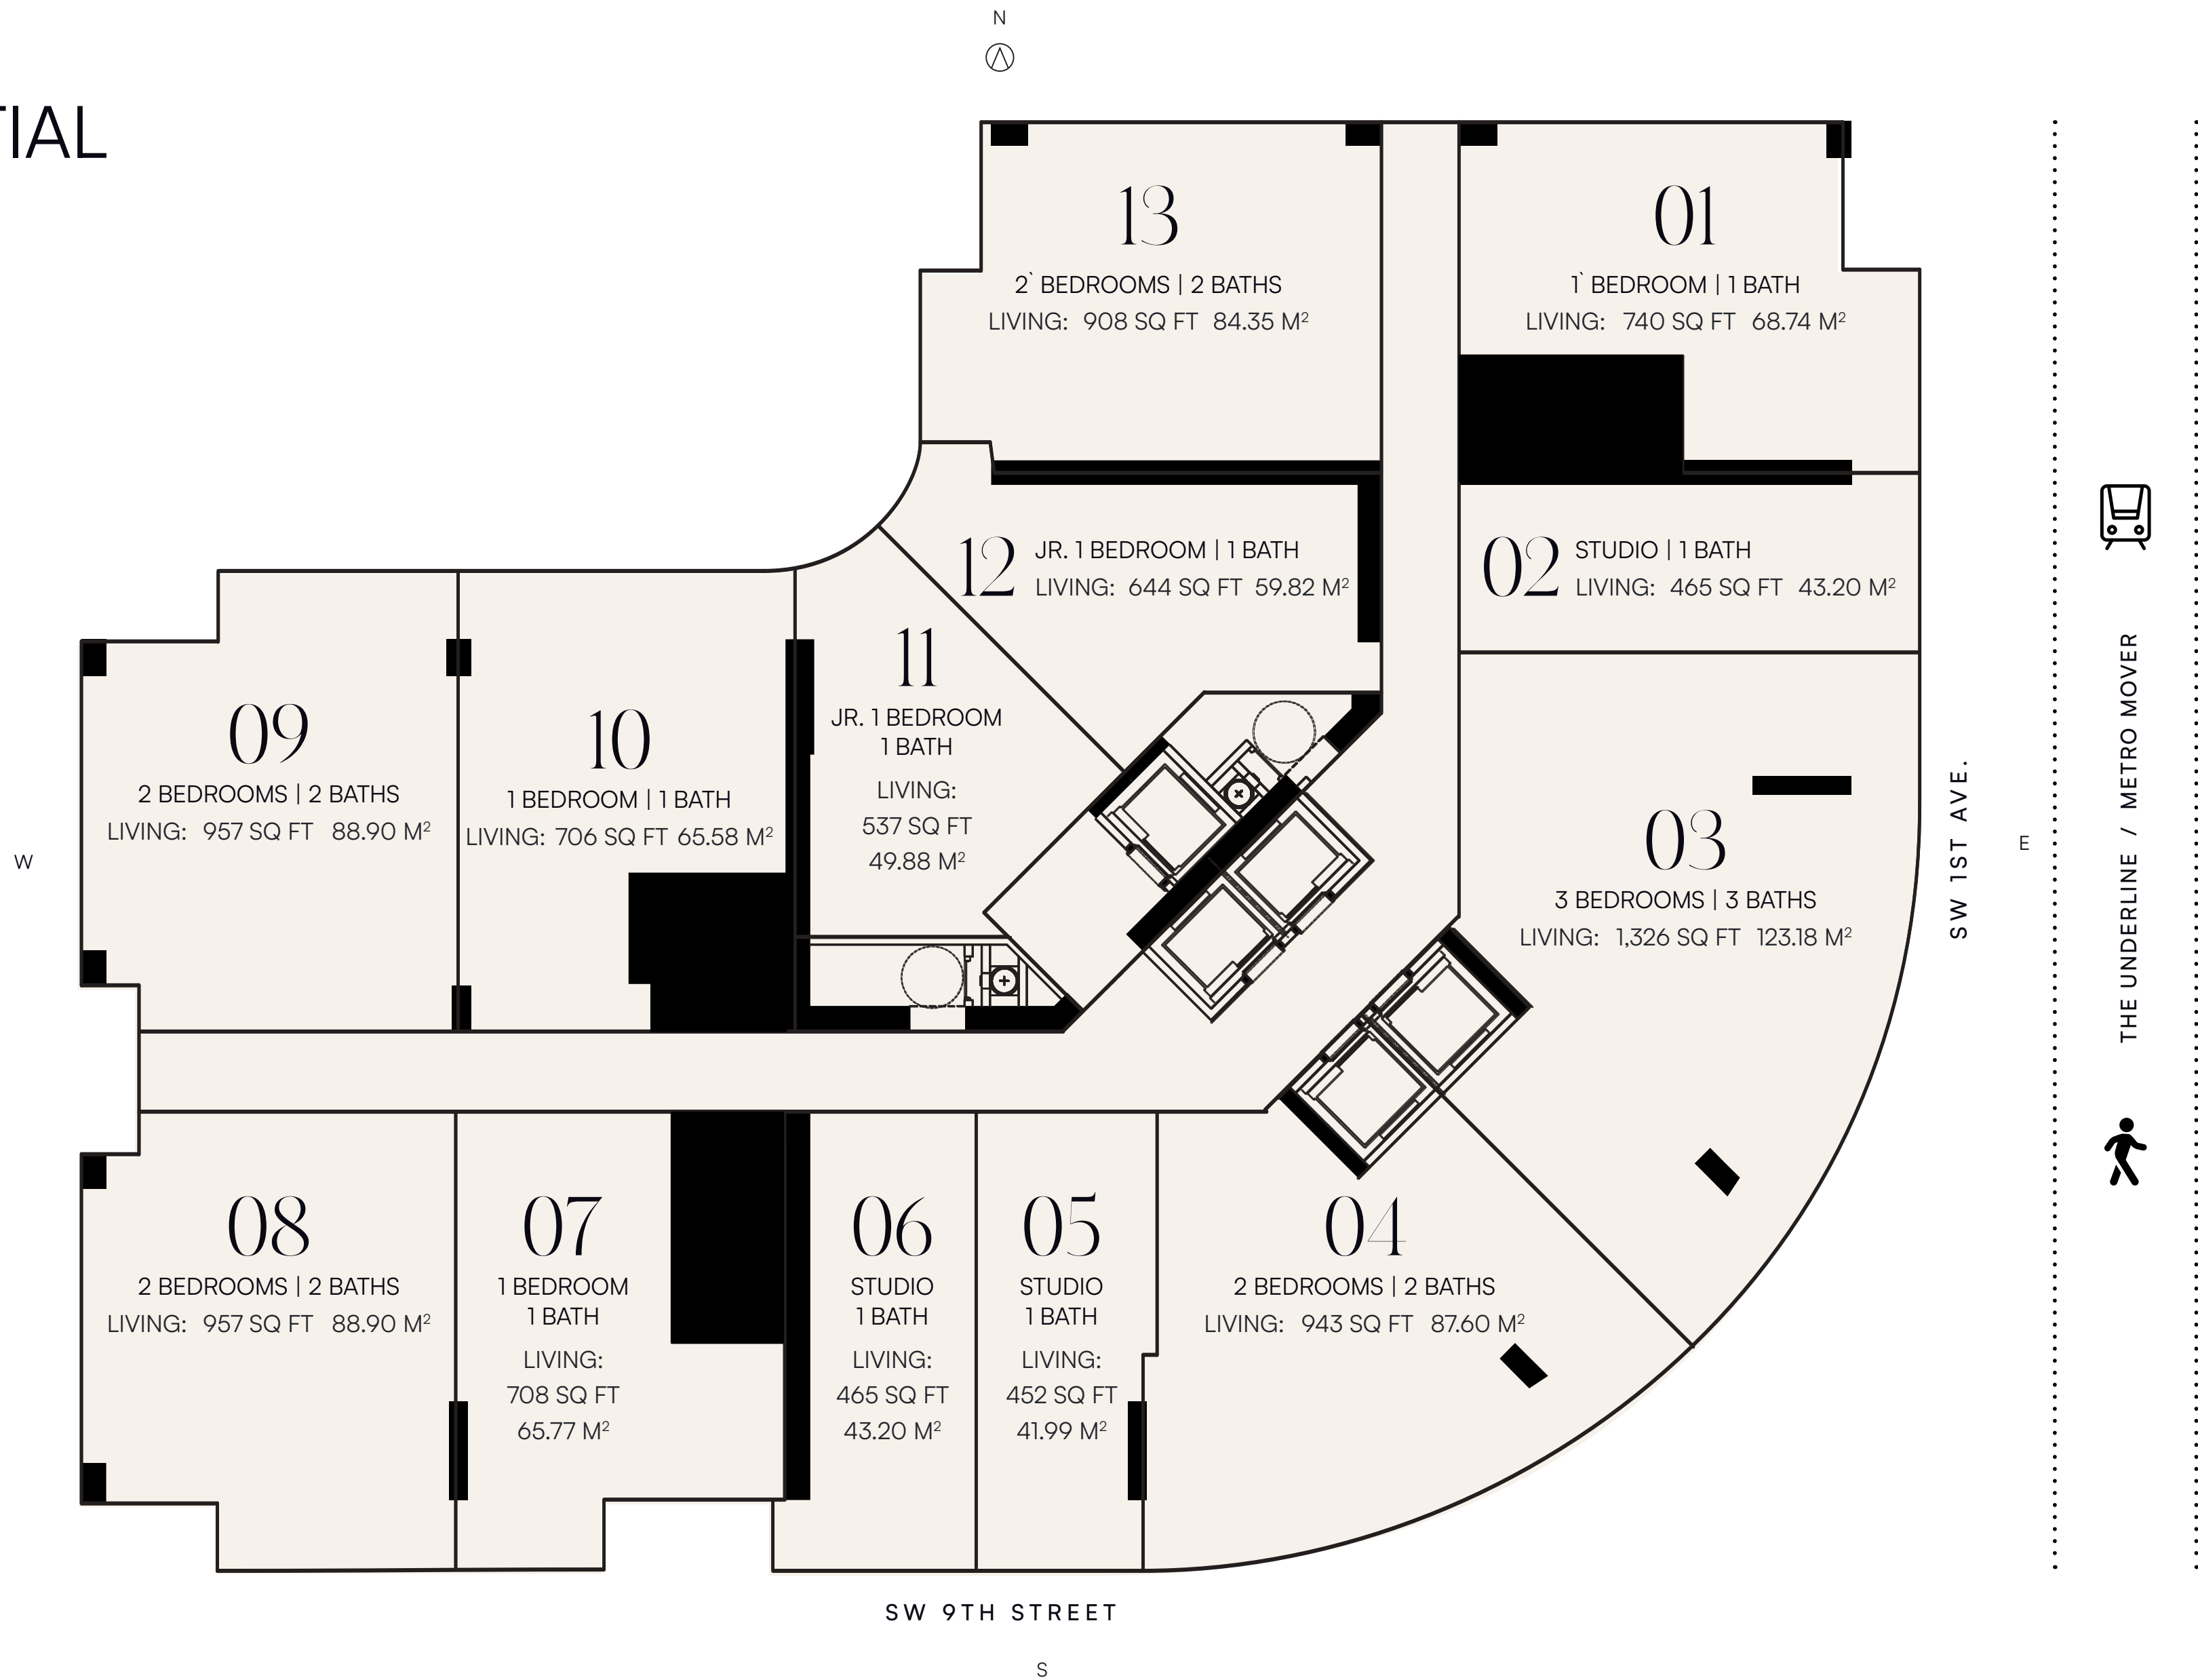 N
TIAL
13
2` BEDROOMS | 2 BATHS
LIVING: 908 SQ FT 84.35 M²
01
1` BEDROOM | 1 BATH
LIVING: 740 SQ FT 68.74 M²
12
JR. 1 BEDROOM | 1 BATH
LIVING: 644 SQ FT 59.82 M²
02
STUDIO | 1 BATH
LIVING: 465 SQ FT 43.20 M²
09
2 BEDROOMS | 2 BATHS
LIVING: 957 SQ FT 88.90 M²
10
1 BEDROOM | 1 BATH
LIVING: 706 SQ FT 65.58 M²
11
JR. 1 BEDROOM
1 BATH
LIVING:
537 SQ FT
49.88 M²
03
3 BEDROOMS | 3 BATHS
LIVING: 1,326 SQ FT 123.18 M²
W
E
SW 1ST AVE.
THE UNDERLINE / METRO MOVER
08
2 BEDROOMS | 2 BATHS
LIVING: 957 SQ FT 88.90 M²
07
1 BEDROOM
1 BATH
LIVING:
708 SQ FT
65.77 M²
06
STUDIO
1 BATH
LIVING:
465 SQ FT
43.20 M²
05
STUDIO
1 BATH
LIVING:
452 SQ FT
41.99 M²
04
2 BEDROOMS | 2 BATHS
LIVING: 943 SQ FT 87.60 M²
SW 9TH STREET
S